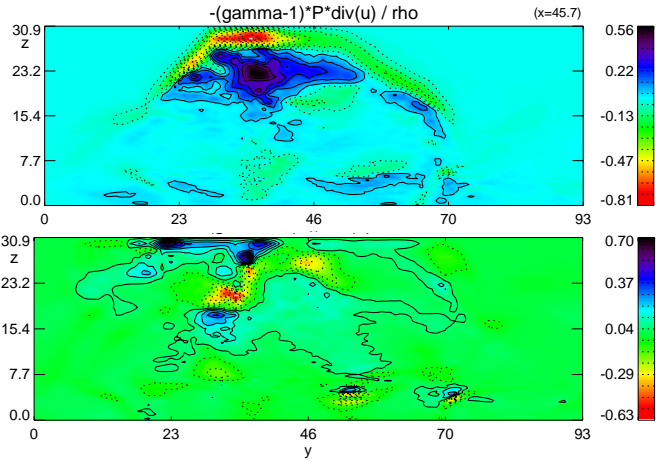 -(gamma-1)*P*div(u) / rho (x=45.7)
30.9 0.56
z
23.2 0.22
15.4 -0.13
7.7 -0.47
0.0 -0.81
0 23 46 70 93
30.9 0.70
z
23.2 0.37
15.4 0.04
7.7 -0.29
0.0 -0.63
0 23 46 70 93
y